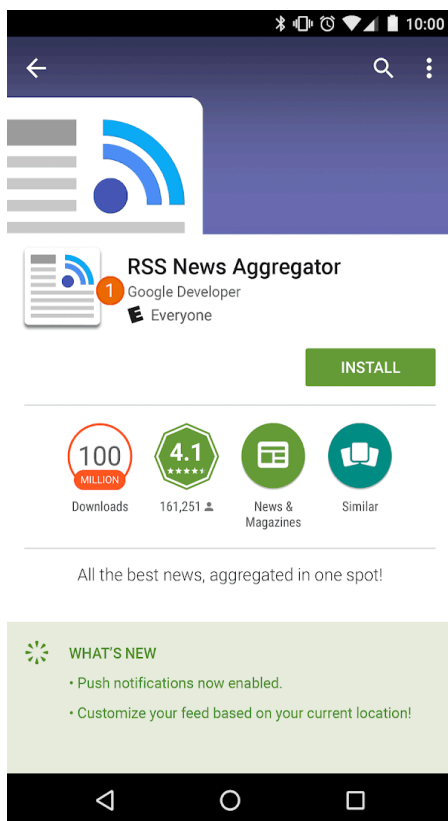 10:00
RSS News Aggregator
1
Google Developer
E Everyone
INSTALL
100
MILLION
4.1
Downloads
161,251
News &
Magazines
Similar
All the best news, aggregated in one spot!
WHAT'S NEW
• Push notifications now enabled.
• Customize your feed based on your current location!